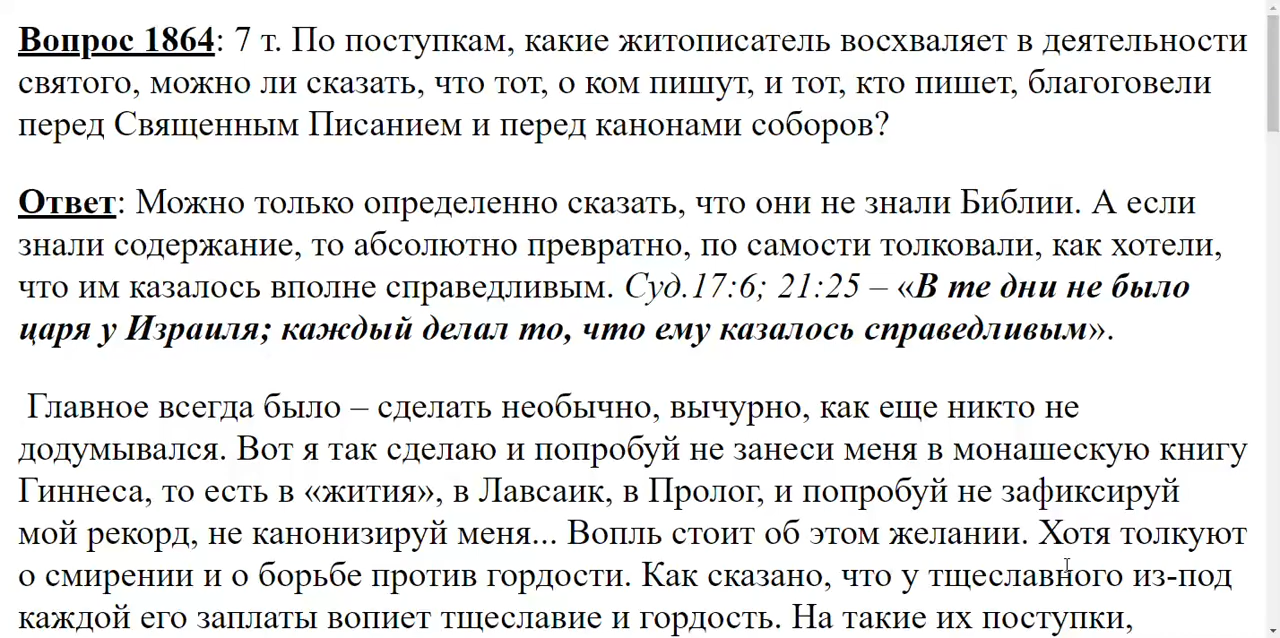 Вопрос 1864: 7 т. По поступкам, какие житописатель восхваляет в деятельности
святого, можно ли сказать, что тот, о ком пишут, и тот, кто пишет, благоговели
перед Священным Писанием и перед канонами соборов?
Ответ: Можно только определенно сказать, что они не знали Библии. А если
знали содержание, то абсолютно превратно, по самости толковали, как хотели,
что им казалось вполне справедливым. Суд.17:6; 21:25 – «В те дни не было
царя у Израиля; каждый делал то, что ему казалось справедливым».
Главное всегда было – сделать необычно, вычурно, как еще никто не
додумывался. Вот я так сделаю и попробуй не занеси меня в монашескую книгу
Гиннеса, то есть в «жития», в Лавсаик, в Пролог, и попробуй не зафиксируй
мой рекорд, не канонизируй меня... Вопль стоит об этом желании. Хотя толкуют
о смирении и о борьбе против гордости. Как сказано, что у тщеславного из-под
каждой его заплаты вопиет тщеславие и гордость. На такие их поступки,